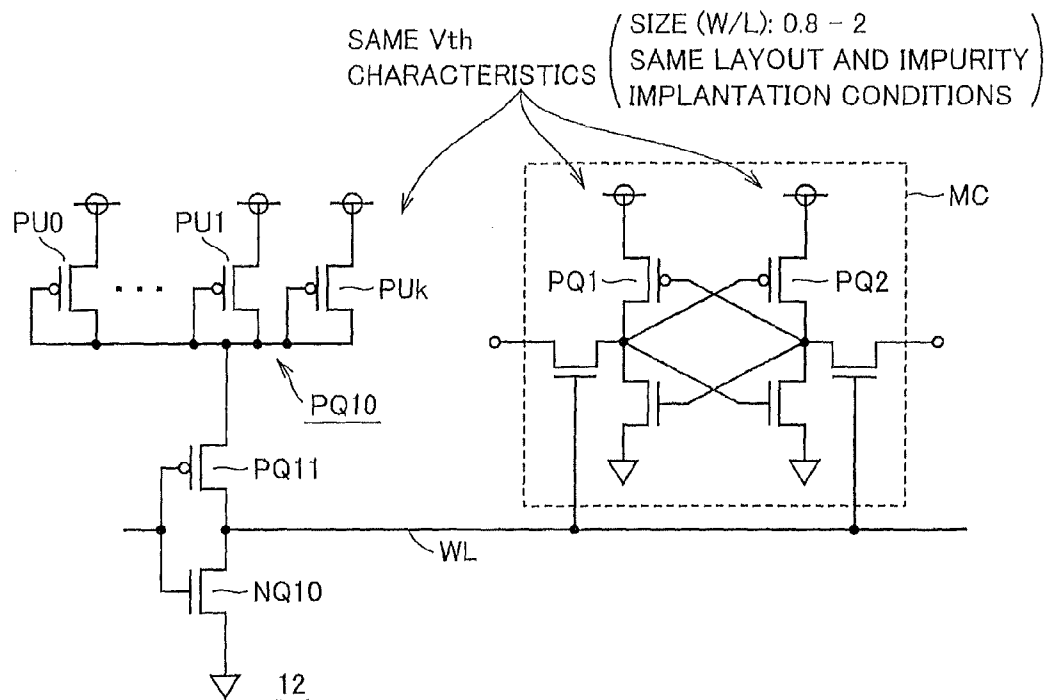 SAME Vth
CHARACTERISTICS
SIZE (W/L): 0.8 – 2
SAME LAYOUT AND IMPURITY
IMPLANTATION CONDITIONS
MC
PU0
PU1
PUk
PQ1
PQ2
PQ10
PQ11
WL
NQ10
12